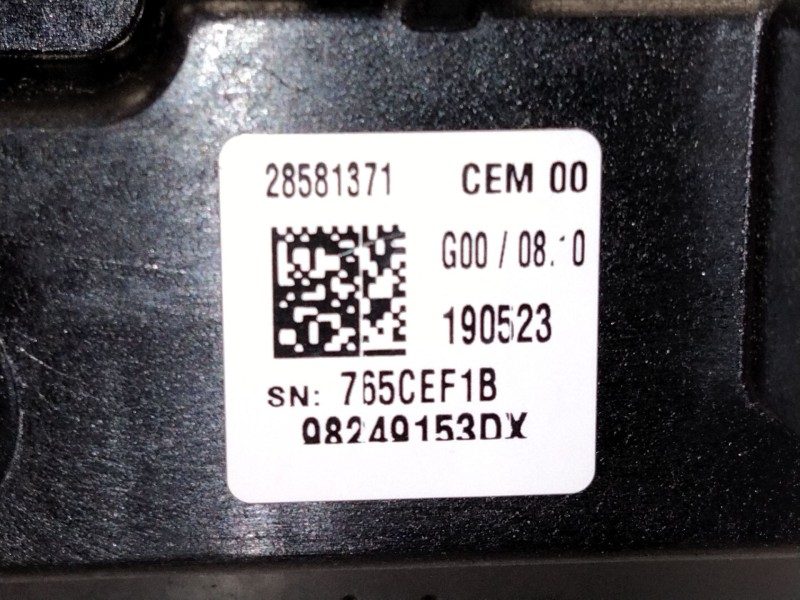 28581371 CEM 00
G00 / 08.10
190523
SN: 765CEF1B
98249153DX